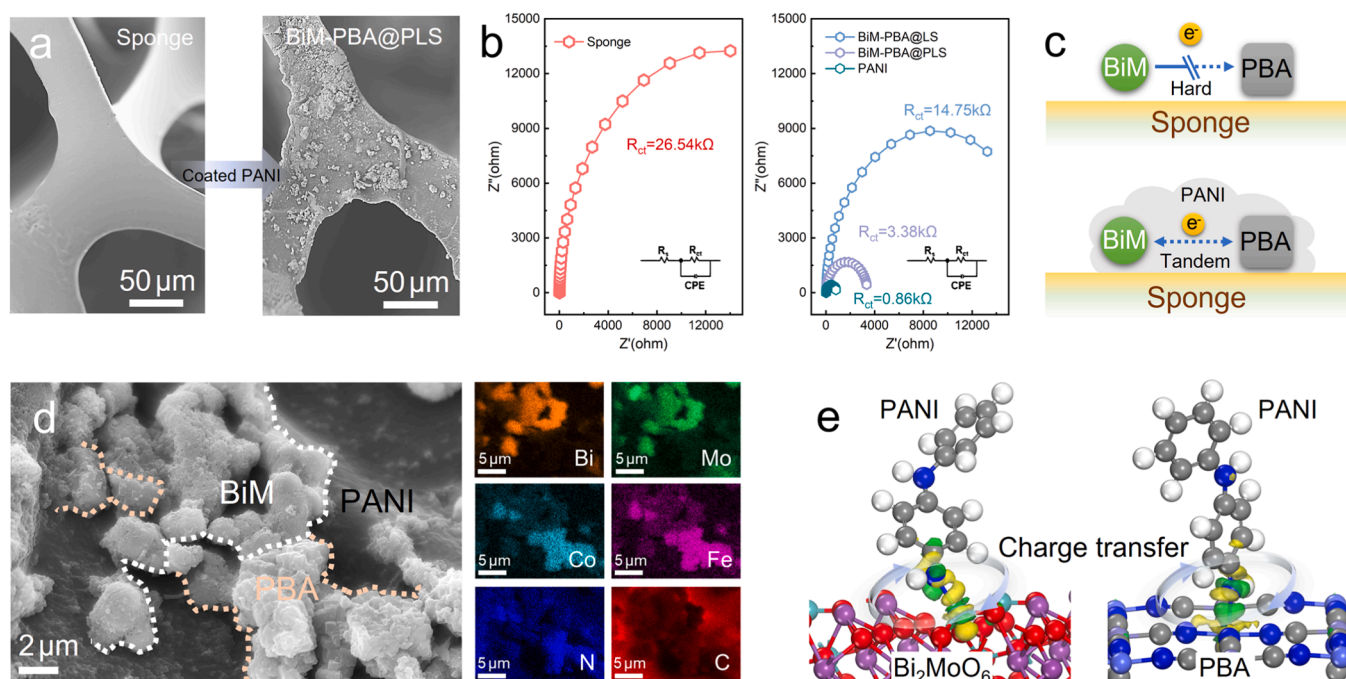 a
Sponge
BiM-PBA@PLS
Coated PANI
50 μm
50 μm
b
15000
12000
9000
6000
3000
0
Z''(ohm)
Sponge
Rct=26.54kΩ
Rs
Rct
CPE
0
4000
8000
12000
Z'(ohm)
15000
12000
9000
6000
3000
0
Z''(ohm)
BiM-PBA@LS
BiM-PBA@PLS
PANI
Rct=14.75kΩ
Rct=3.38kΩ
Rct=0.86kΩ
Rs
Rct
CPE
0
4000
8000
12000
Z'(ohm)
c
e-
BiM
PBA
Hard
Sponge
PANI
e-
BiM
PBA
Tandem
Sponge
d
BiM
PANI
PBA
2 μm
5 μm
Bi
5 μm
Mo
5 μm
Co
5 μm
Fe
5 μm
N
5 μm
C
e
PANI
PANI
Charge transfer
Bi₂MoO₆
PBA